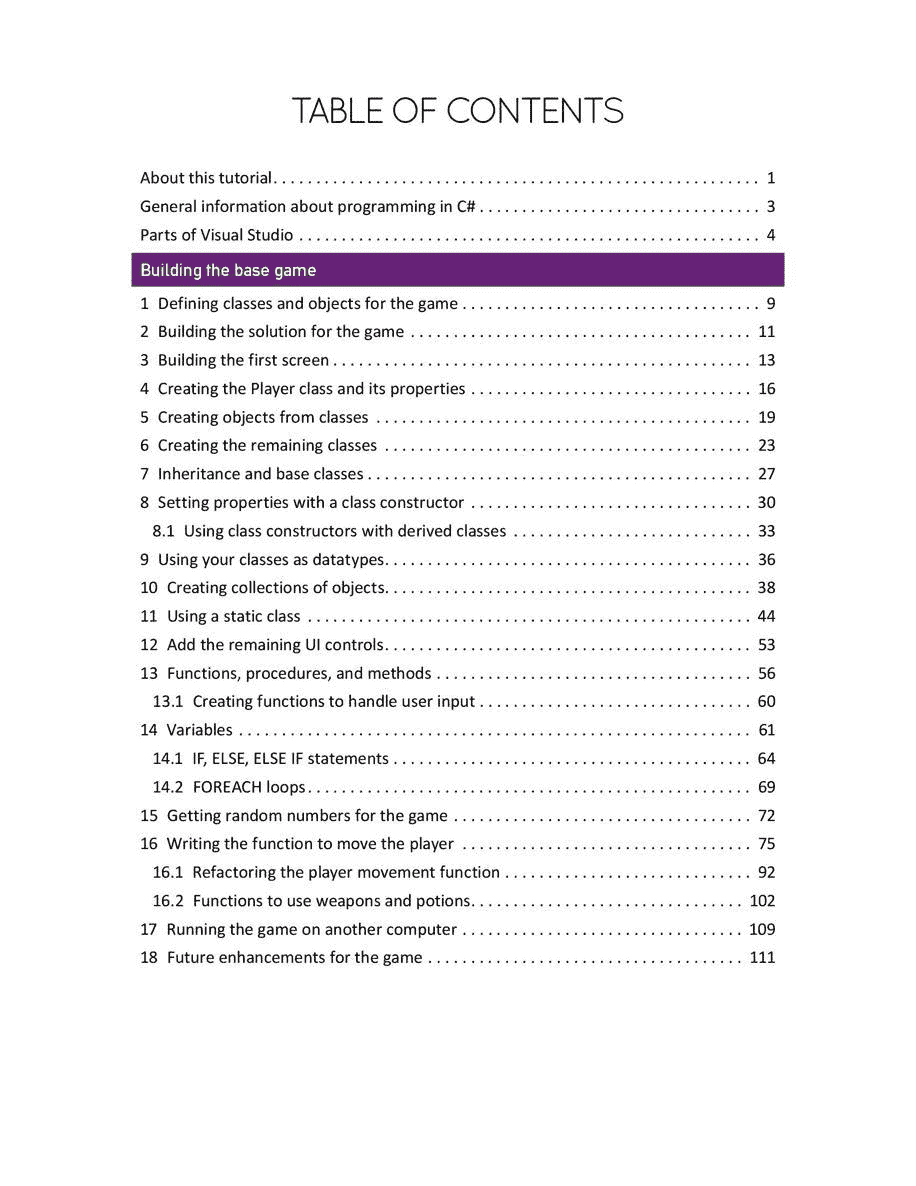 TABLE OF CONTENTS
About this tutorial. . . . . . . . . . . . . . . . . . . . . . . . . . . . . . . . . . . . . . . . . . . . . . . . . . . . . . . . . 1
General information about programming in C# . . . . . . . . . . . . . . . . . . . . . . . . . . . . . . . . . 3
Parts of Visual Studio . . . . . . . . . . . . . . . . . . . . . . . . . . . . . . . . . . . . . . . . . . . . . . . . . . . . . . 4
Building the base game
1 Defining classes and objects for the game . . . . . . . . . . . . . . . . . . . . . . . . . . . . . . . . . . . 9
2 Building the solution for the game . . . . . . . . . . . . . . . . . . . . . . . . . . . . . . . . . . . . . . . . 11
3 Building the first screen . . . . . . . . . . . . . . . . . . . . . . . . . . . . . . . . . . . . . . . . . . . . . . . . . 13
4 Creating the Player class and its properties . . . . . . . . . . . . . . . . . . . . . . . . . . . . . . . . . 16
5 Creating objects from classes . . . . . . . . . . . . . . . . . . . . . . . . . . . . . . . . . . . . . . . . . . . . 19
6 Creating the remaining classes . . . . . . . . . . . . . . . . . . . . . . . . . . . . . . . . . . . . . . . . . . . 23
7 Inheritance and base classes . . . . . . . . . . . . . . . . . . . . . . . . . . . . . . . . . . . . . . . . . . . . . 27
8 Setting properties with a class constructor . . . . . . . . . . . . . . . . . . . . . . . . . . . . . . . . . 30
8.1 Using class constructors with derived classes . . . . . . . . . . . . . . . . . . . . . . . . . . . . 33
9 Using your classes as datatypes. . . . . . . . . . . . . . . . . . . . . . . . . . . . . . . . . . . . . . . . . . . 36
10 Creating collections of objects. . . . . . . . . . . . . . . . . . . . . . . . . . . . . . . . . . . . . . . . . . . 38
11 Using a static class . . . . . . . . . . . . . . . . . . . . . . . . . . . . . . . . . . . . . . . . . . . . . . . . . . . . 44
12 Add the remaining UI controls. . . . . . . . . . . . . . . . . . . . . . . . . . . . . . . . . . . . . . . . . . . 53
13 Functions, procedures, and methods . . . . . . . . . . . . . . . . . . . . . . . . . . . . . . . . . . . . . 56
13.1 Creating functions to handle user input . . . . . . . . . . . . . . . . . . . . . . . . . . . . . . . . 60
14 Variables . . . . . . . . . . . . . . . . . . . . . . . . . . . . . . . . . . . . . . . . . . . . . . . . . . . . . . . . . . . . 61
14.1 IF, ELSE, ELSE IF statements . . . . . . . . . . . . . . . . . . . . . . . . . . . . . . . . . . . . . . . . . . 64
14.2 FOREACH loops . . . . . . . . . . . . . . . . . . . . . . . . . . . . . . . . . . . . . . . . . . . . . . . . . . . . 69
15 Getting random numbers for the game . . . . . . . . . . . . . . . . . . . . . . . . . . . . . . . . . . . 72
16 Writing the function to move the player . . . . . . . . . . . . . . . . . . . . . . . . . . . . . . . . . . 75
16.1 Refactoring the player movement function . . . . . . . . . . . . . . . . . . . . . . . . . . . . . 92
16.2 Functions to use weapons and potions. . . . . . . . . . . . . . . . . . . . . . . . . . . . . . . . 102
17 Running the game on another computer . . . . . . . . . . . . . . . . . . . . . . . . . . . . . . . . . 109
18 Future enhancements for the game . . . . . . . . . . . . . . . . . . . . . . . . . . . . . . . . . . . . . 111